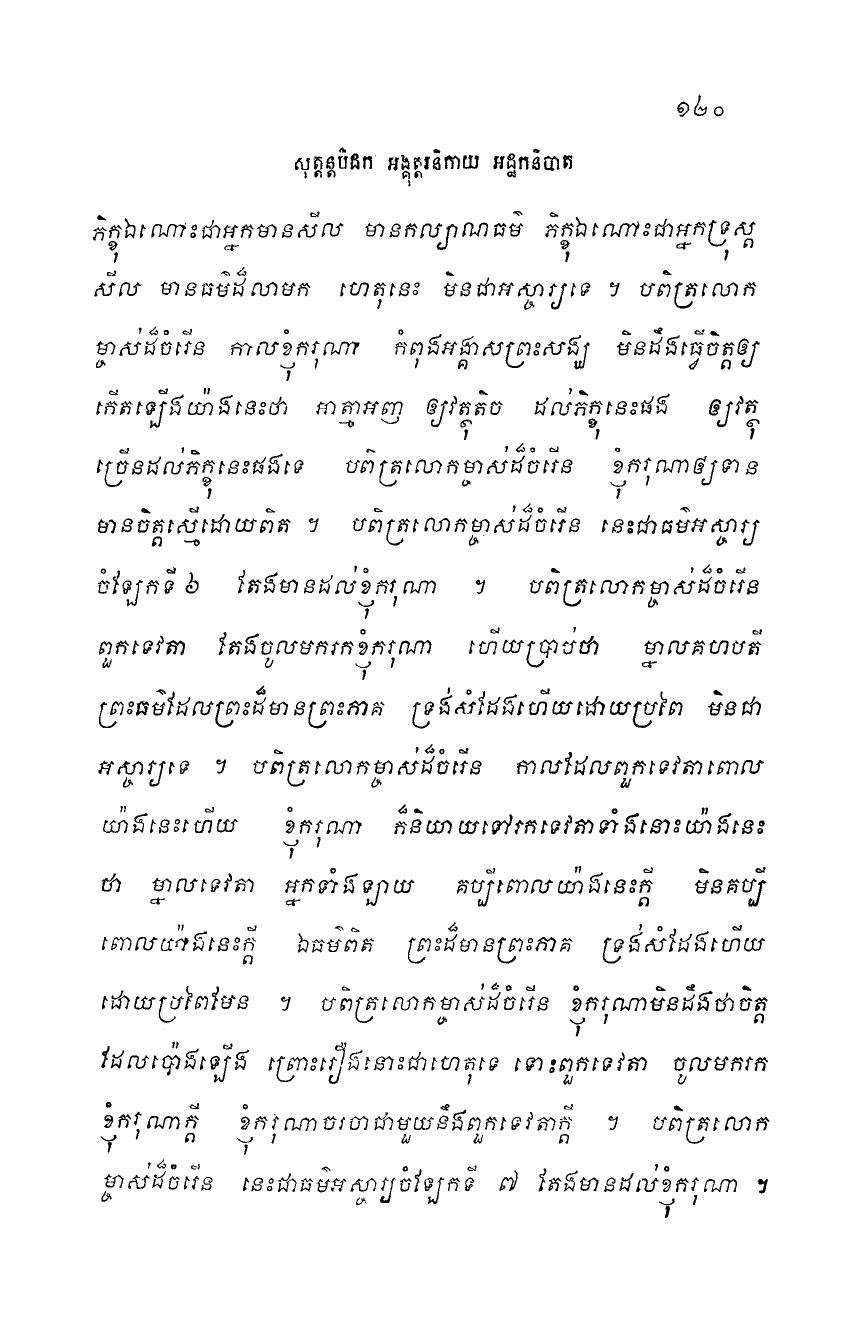 ១២០
សុត្តន្តបិដក អង្គុត្តរនិកាយ អដ្ឋកនិបាត
ភិក្ខុឯណោះជាអ្នកមានសីល មានកល្យាណធម៌ ភិក្ខុឯណោះជាអ្នកទ្រុស្ត
សីល មានធម៌ដ៏លាមក ហេតុនេះ មិនជាអស្ចារ្យទេ ។ បពិត្រលោក
ម្ចាស់ដ៏ចំរើន កាលខ្ញុំករុណា កំពុងអង្គាសព្រះសង្ឃ មិនដឹងធ្វើចិត្តឲ្យ
កើតឡើងយ៉ាងនេះថា អាត្មាអញ ឲ្យវត្ថុតិច ដល់ភិក្ខុនេះផង ឲ្យវត្ថុ
ច្រើនដល់ភិក្ខុនេះផងទេ បពិត្រលោកម្ចាស់ដ៏ចំរើន ខ្ញុំករុណាឲ្យទាន
មានចិត្តស្មើដោយពិត ។ បពិត្រលោកម្ចាស់ដ៏ចំរើន នេះជាធម៌អស្ចារ្យ
ចំឡែកទី ៦ តែងមានដល់ខ្ញុំករុណា ។ បពិត្រលោកម្ចាស់ដ៏ចំរើន
ពួកទេវតា តែងចូលមករកខ្ញុំករុណា ហើយប្រាប់ថា ម្នាលគហបតី
ព្រះធម៌ដែលព្រះដ៏មានព្រះភាគ ទ្រង់សំដែងហើយដោយប្រពៃ មិនជា
អស្ចារ្យទេ ។ បពិត្រលោកម្ចាស់ដ៏ចំរើន កាលដែលពួកទេវតាពោល
យ៉ាងនេះហើយ ខ្ញុំករុណា ក៏និយាយទៅរកទេវតាទាំងនោះយ៉ាងនេះ
ថា ម្នាលទេវតា អ្នកទាំងឡាយ គប្បីពោលយ៉ាងនេះក្តី មិនគប្បី
ពោលយ៉ាងនេះក្តី ឯធម៌ពិត ព្រះដ៏មានព្រះភាគ ទ្រង់សំដែងហើយ
ដោយប្រពៃមែន ។ បពិត្រលោកម្ចាស់ដ៏ចំរើន ខ្ញុំករុណាមិនដឹងថាចិត្ត
ដែលប៉ោងឡើង ព្រោះរឿងនោះជាហេតុទេ ទោះពួកទេវតា ចូលមករក
ខ្ញុំករុណាក្តី ខ្ញុំករុណាចរចាជាមួយនឹងពួកទេវតាក្តី ។ បពិត្រលោក
ម្ចាស់ដ៏ចំរើន នេះជាធម៌អស្ចារ្យចំឡែកទី ៧ តែងមានដល់ខ្ញុំករុណា ។